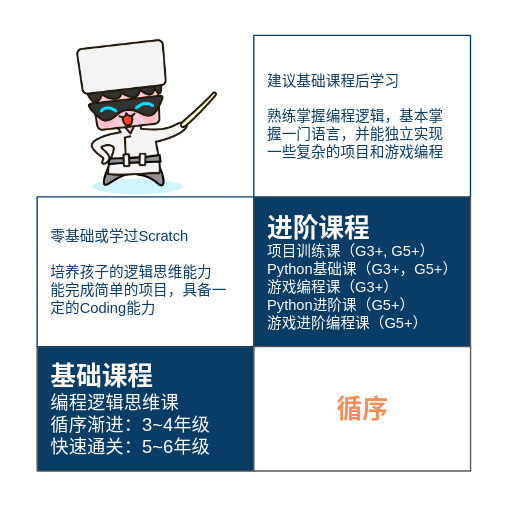 建议基础课程后学习
熟练掌握编程逻辑，基本掌
握一门语言，并能独立实现
一些复杂的项目和游戏编程
零基础或学过Scratch
培养孩子的逻辑思维能力
能完成简单的项目，具备一
定的Coding能力
进阶课程
项目训练课（G3+, G5+）
Python基础课（G3+，G5+）
游戏编程课（G3+）
Python进阶课（G5+）
游戏进阶编程课（G5+）
基础课程
编程逻辑思维课
循序渐进：3~4年级
快速通关：5~6年级
循序